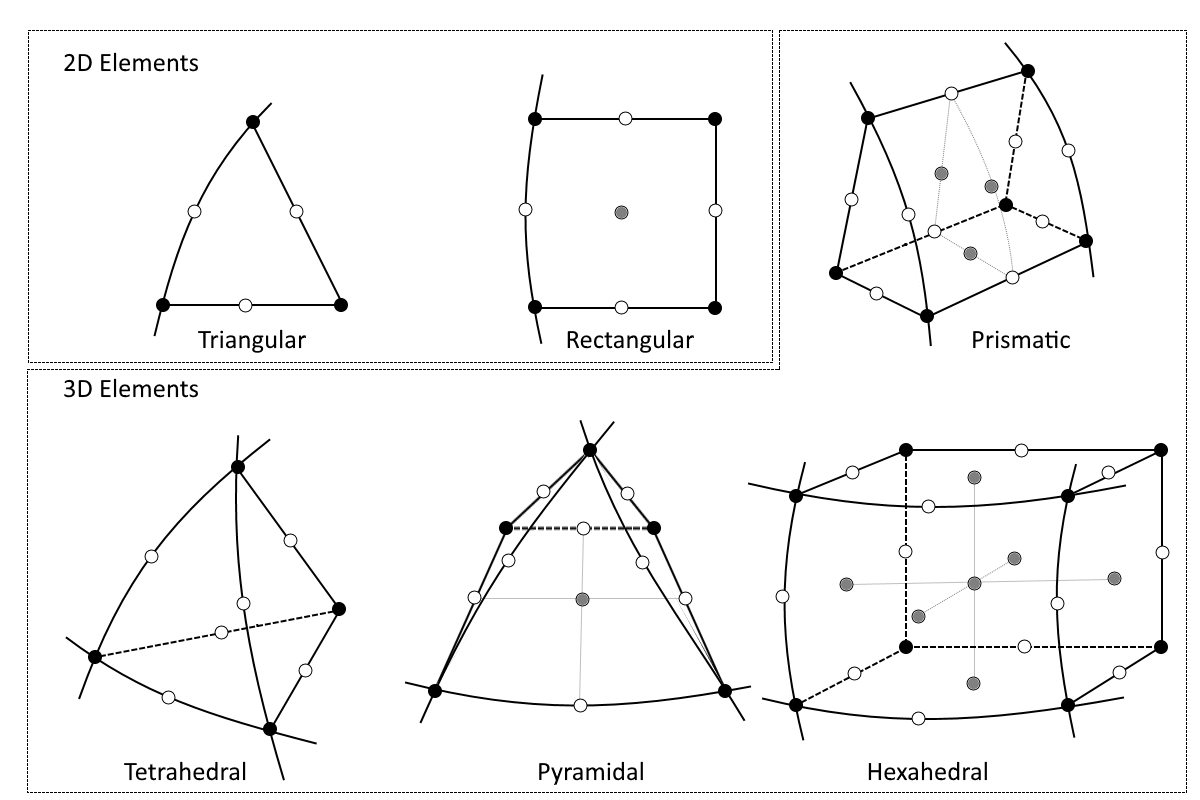 2D Elements
Triangular
Rectangular
Prismatic
3D Elements
Tetrahedral
Pyramidal
Hexahedral